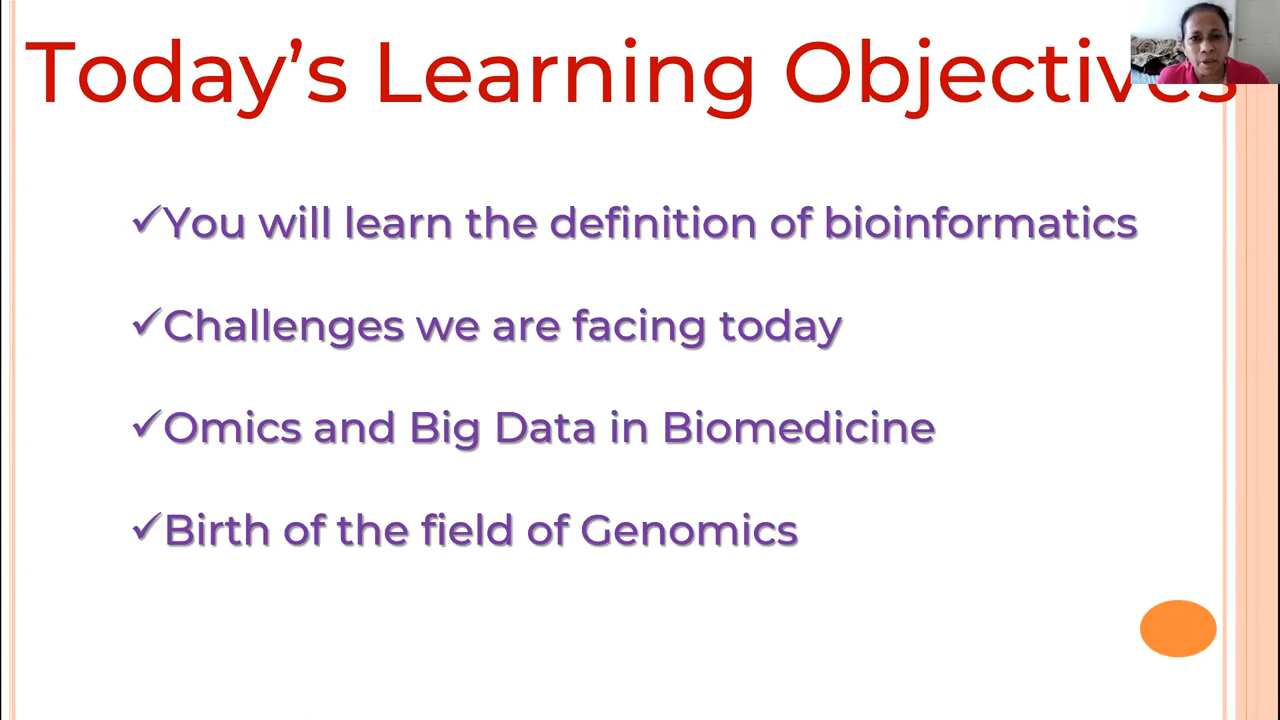 Today's Learning Objectives
✓You will learn the definition of bioinformatics
✓Challenges we are facing today
✓Omics and Big Data in Biomedicine
✓Birth of the field of Genomics